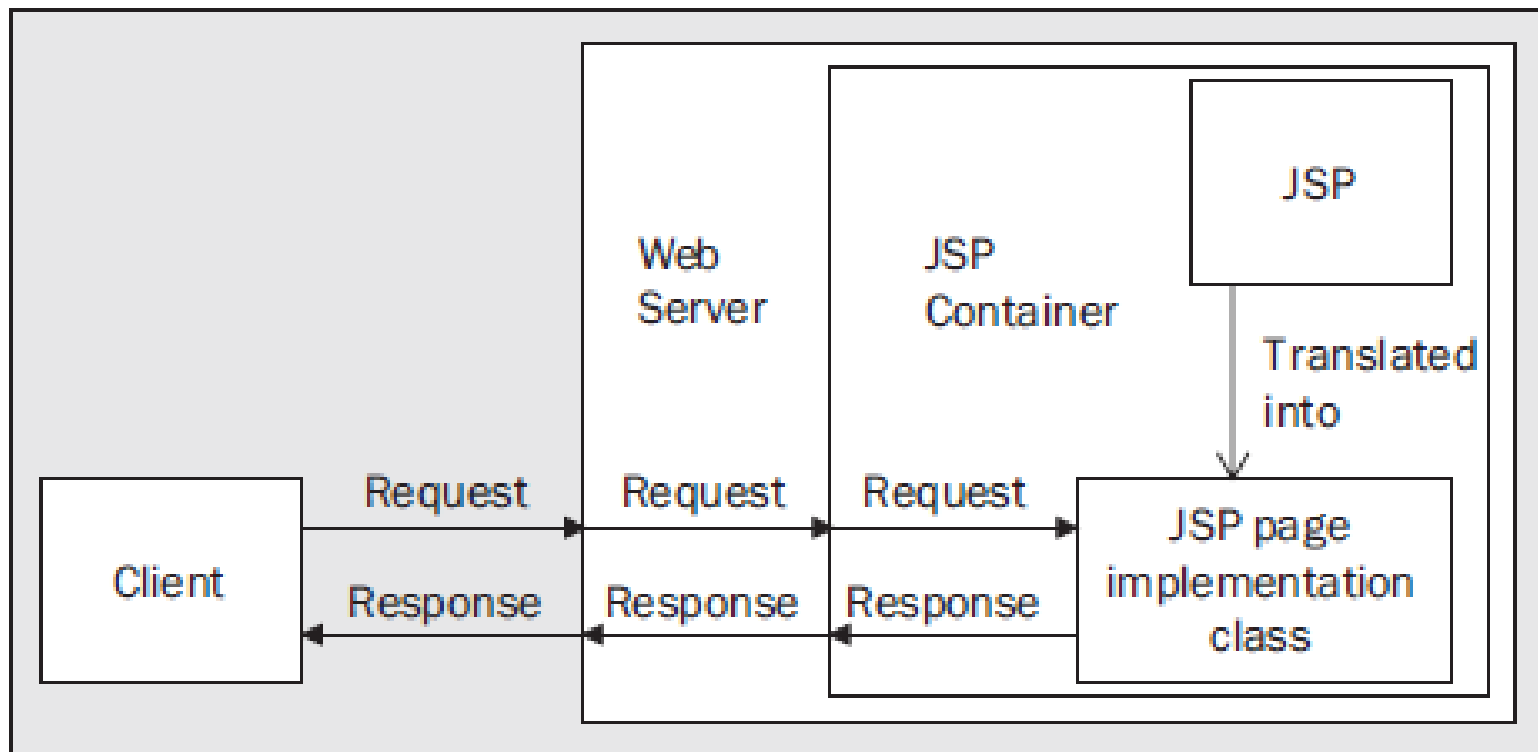 JSP
Web
Server
JSP
Container
Translated
into
Request
Request
Request
Client
JSP page
implementation
class
Response
Response
Response